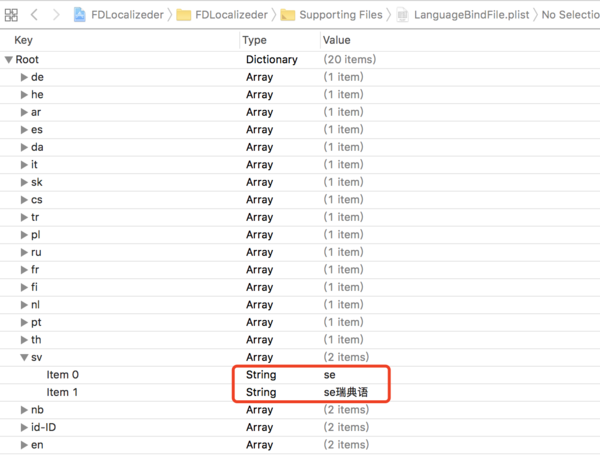 FDLocalizeder FDLocalizeder Supporting Files LanguageBindFile.plist No Selectio
Key Type Value
Root Dictionary (20 items)
de Array (1 item)
he Array (1 item)
ar Array (1 item)
es Array (1 item)
da Array (1 item)
it Array (1 item)
sk Array (1 item)
cs Array (1 item)
tr Array (1 item)
pl Array (1 item)
ru Array (1 item)
fr Array (1 item)
fi Array (1 item)
nl Array (1 item)
pt Array (1 item)
th Array (1 item)
sv Array (2 items)
Item 0 String se
Item 1 String se瑞典语
nb Array (2 items)
id-ID Array (2 items)
en Array (2 items)